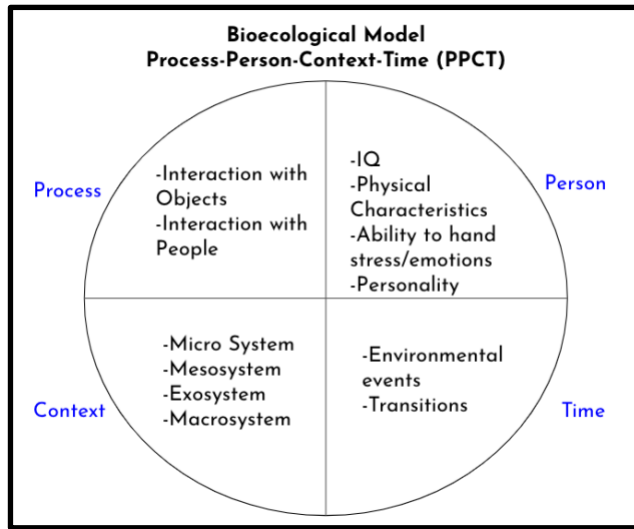 Bioecological Model
Process-Person-Context-Time (PPCT)
Process
-Interaction with
Objects
-Interaction with
People
-IQ
-Physical
Characteristics
-Ability to hand
stress/emotions
-Personality
Person
Context
-Micro System
-Mesosystem
-Exosystem
-Macrosystem
-Environmental
events
-Transitions
Time